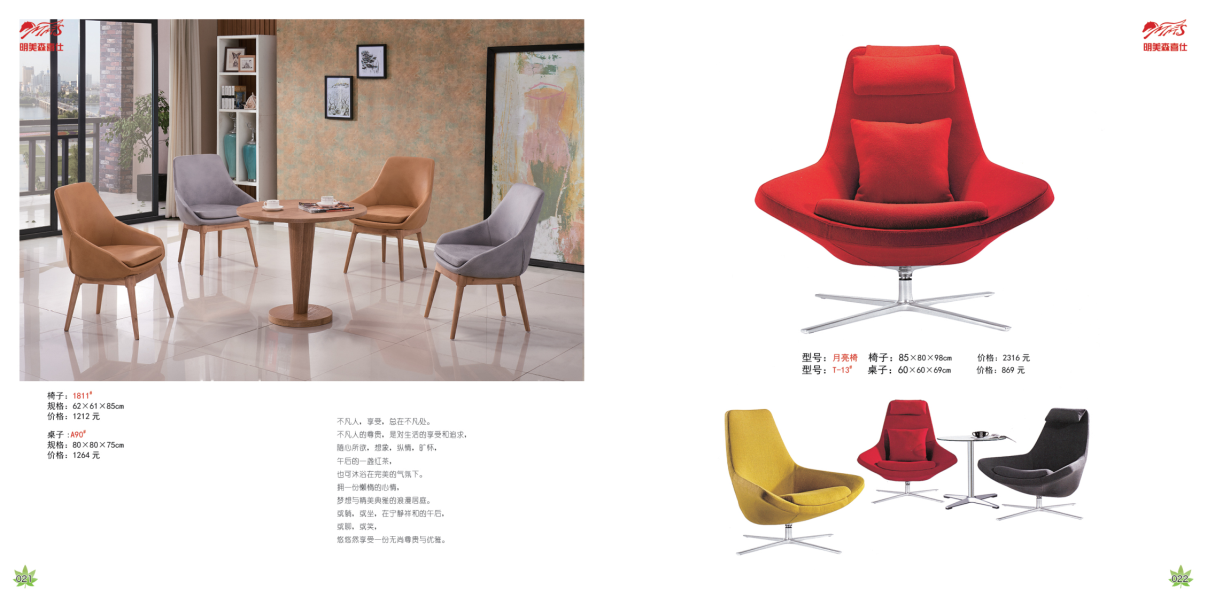 明美森喜仕
明美森喜仕
椅子：1811#
规格：62×61×85cm
价格：1212 元
桌子：A90#
规格：80×80×75cm
价格：1264 元
不凡人，享受，总在不凡处。
不凡人的尊贵，是对生活的享受和追求，
随心所欲，想象，纵情，旷怀，
午后的一盏红茶，
也可沐浴在完美的气氛下。
拥一份慵懒的心情，
梦想与精美典雅的浪漫居庭。
或躺，或坐，在宁静祥和的午后，
或聊，或笑，
悠悠然享受一份无尚尊贵与优雅。
型号：月亮椅 椅子：85×80×98cm 价格：2316 元
型号：T-13# 桌子：60×60×69cm 价格：869 元
021
022